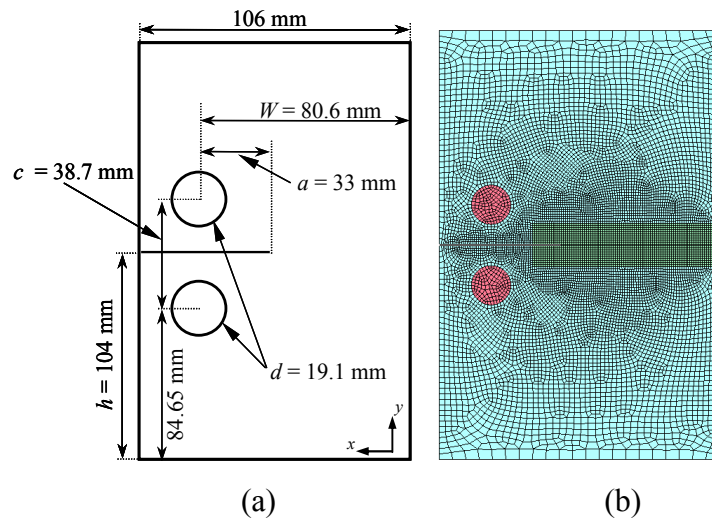 106 mm
W = 80.6 mm
c = 38.7 mm
a = 33 mm
h = 104 mm
84.65 mm
d = 19.1 mm
y
x
(a)
(b)